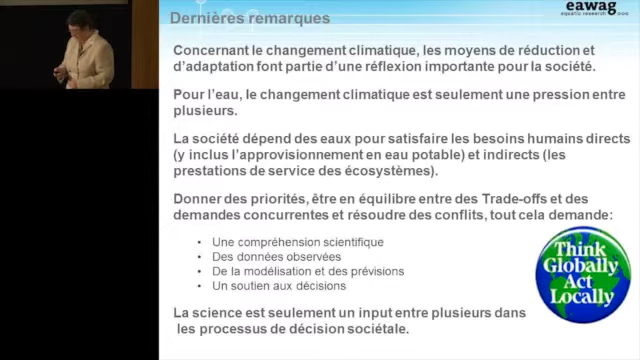 Dernières remarques
eawag
aquatic research
Concernant le changement climatique, les moyens de réduction et
d'adaptation font partie d'une réflexion importante pour la société.
Pour l'eau, le changement climatique est seulement une pression entre
plusieurs.
La société dépend des eaux pour satisfaire les besoins humains directs
(y inclus l'approvisionnement en eau potable) et indirects (les
prestations de service des écosystèmes).
Donner des priorités, être en équilibre entre des Trade-offs et des
demandes concurrentes et résoudre des conflits, tout cela demande:
• Une compréhension scientifique
• Des données observées
• De la modélisation et des prévisions
• Un soutien aux décisions
Think
Globally
Act
Locally
La science est seulement un input entre plusieurs dans
les processus de décision sociétale.